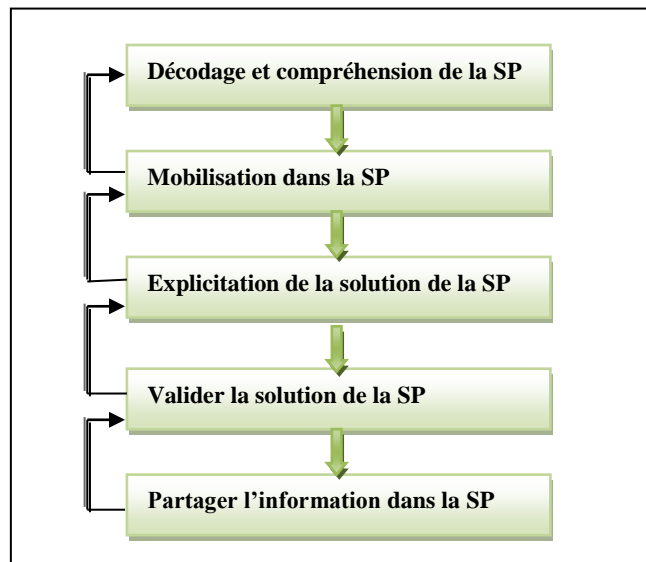 Décodage et compréhension de la SP
Mobilisation dans la SP
Explicitation de la solution de la SP
Valider la solution de la SP
Partager l’information dans la SP